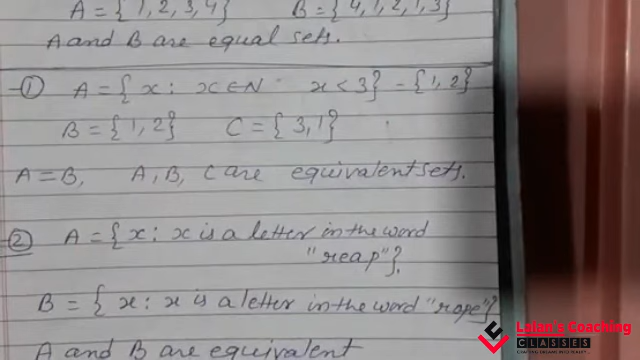 A = { 1, 2, 3, 4 } B = { 4, 1, 2, 1, 3 }
A and B are equal sets.
① A = { x : x ∈ N x < 3 } - { 1, 2 }
B = { 1, 2 } C = { 3, 1 }
A = B, A, B, C are equivalent sets.
② A = { x : x is a letter in the word
"reap" }.
B = { x : x is a letter in the word "rope" }
A and B are equivalent
Lalan's Coaching
CLASSES